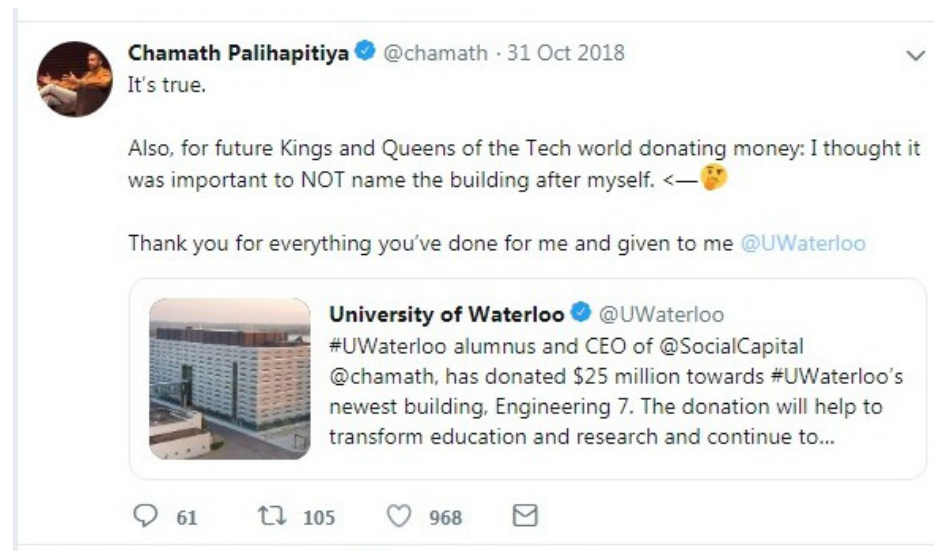 Chamath Palihapitiya @chamath · 31 Oct 2018
It's true.
Also, for future Kings and Queens of the Tech world donating money: I thought it
was important to NOT name the building after myself. <—🤔
Thank you for everything you've done for me and given to me @UWaterloo
University of Waterloo @UWaterloo
#UWaterloo alumnus and CEO of @SocialCapital
@chamath, has donated $25 million towards #UWaterloo's
newest building, Engineering 7. The donation will help to
transform education and research and continue to...
61 105 968